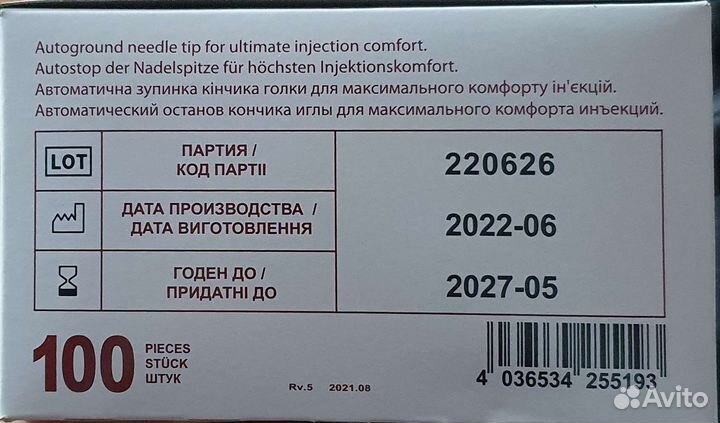 Autoground needle tip for ultimate injection comfort.
Autostop der Nadelspitze für höchsten Injektionskomfort.
Автоматична зупинка кінчика голки для максимального комфорту ін'єкцій.
Автоматический останов кончика иглы для максимального комфорта инъекций.
LOT
ПАРТИЯ /
КОД ПАРТІІ
220626
ДАТА ПРОИЗВОДСТВА /
ДАТА ВИГОТОВЛЕННЯ
2022-06
ГОДЕН ДО /
ПРИДАТНІ ДО
2027-05
100
PIECES
STÜCK
ШТУК
Rv.5 2021.08
4 036534 255193
Avito